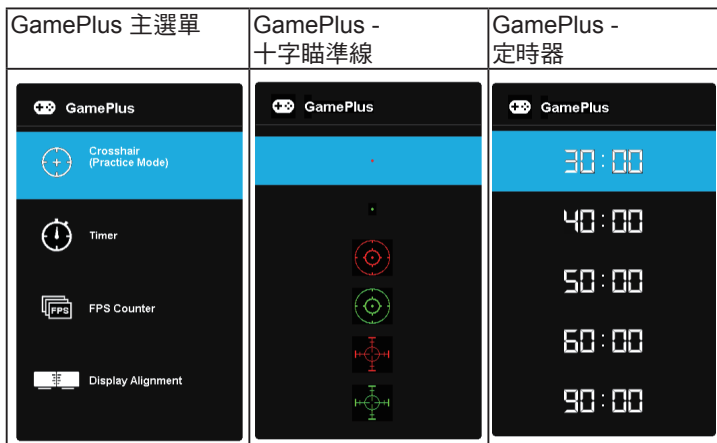 GamePlus 主選單
GamePlus -
十字瞄準線
GamePlus -
定時器
GamePlus
Crosshair
(Practice Mode)
Timer
FPS
FPS Counter
Display Alignment
GamePlus
GamePlus
30:00
40:00
50:00
60:00
90:00